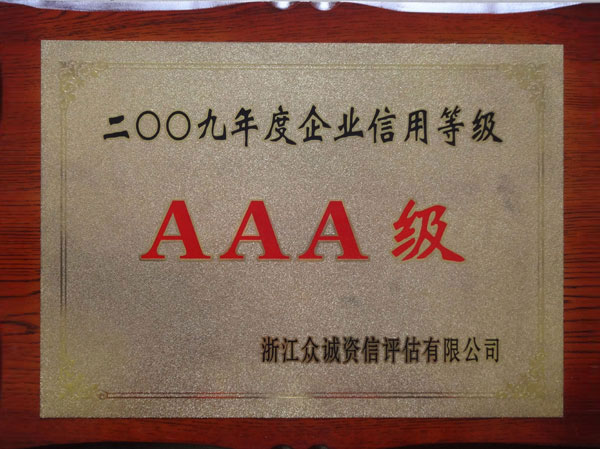 二〇〇九年度企业信用等级
AAA级
浙江众诚资信评估有限公司